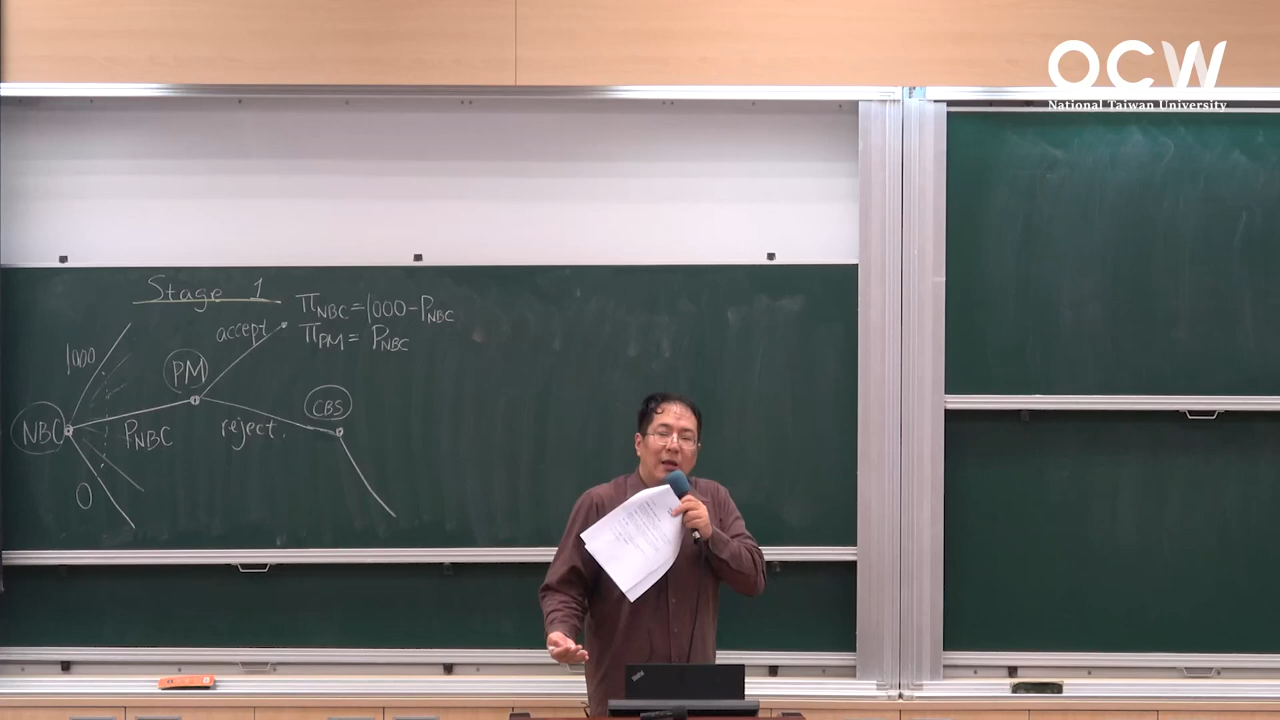 OCW
National Taiwan University
Stage 1
π_NBC = 1000 - P_NBC
accept
π_PM = P_NBC
1000
PM
CBS
NBC
P_NBC
reject.
0